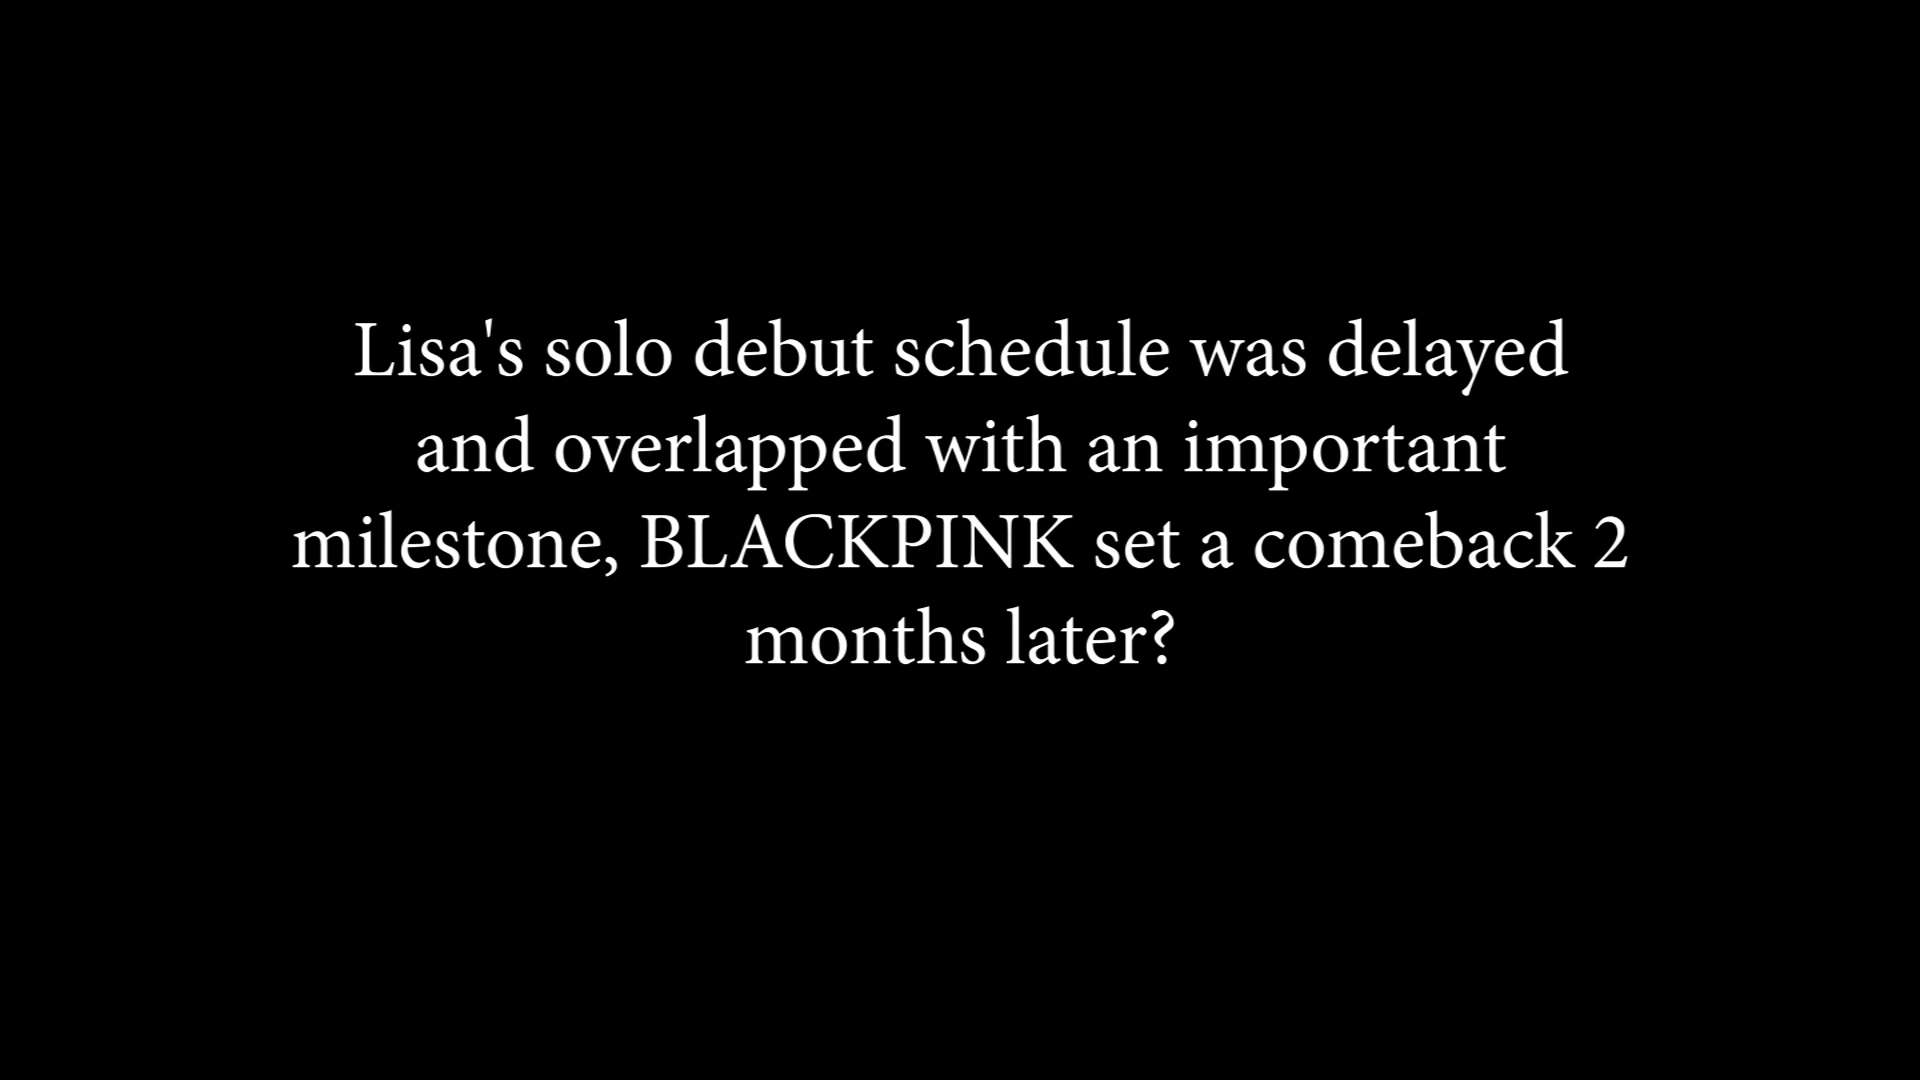 Lisa's solo debut schedule was delayed
and overlapped with an important
milestone, BLACKPINK set a comeback 2
months later?